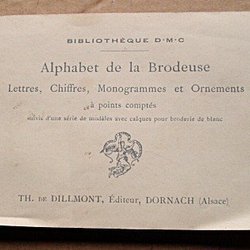 BIBLIOTHÈQUE D·M·C
Alphabet de la Brodeuse
Lettres, Chiffres, Monogrammes et Ornements
à points comptés
suivis d'une série de modèles avec calques pour broderie de blanc
TH. DE DILLMONT, Éditeur, DORNACH (Alsace)